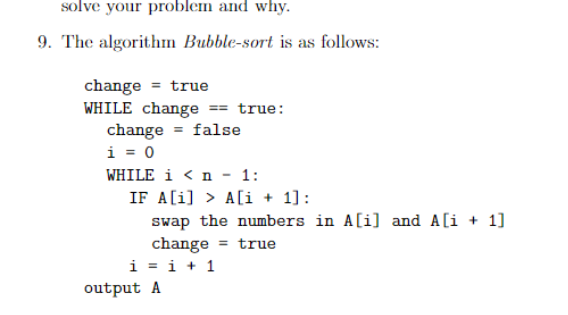 solve your problem and why.
9. The algorithm Bubble-sort is as follows:
change = true
WHILE change == true:
change = false
i = 0
WHILE i < n - 1:
IF A[i] > A[i + 1]:
swap the numbers in A[i] and A[i + 1]
change = true
i = i + 1
output A